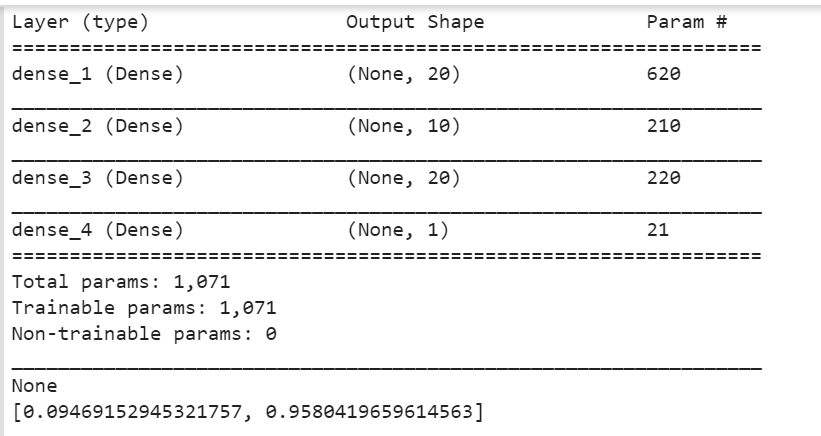 Layer (type)                 Output Shape              Param #
=================================================================
dense_1 (Dense)              (None, 20)                620
_________________________________________________________________
dense_2 (Dense)              (None, 10)                210
_________________________________________________________________
dense_3 (Dense)              (None, 20)                220
_________________________________________________________________
dense_4 (Dense)              (None, 1)                 21
=================================================================
Total params: 1,071
Trainable params: 1,071
Non-trainable params: 0
_________________________________________________________________
None
[0.09469152945321757, 0.9580419659614563]